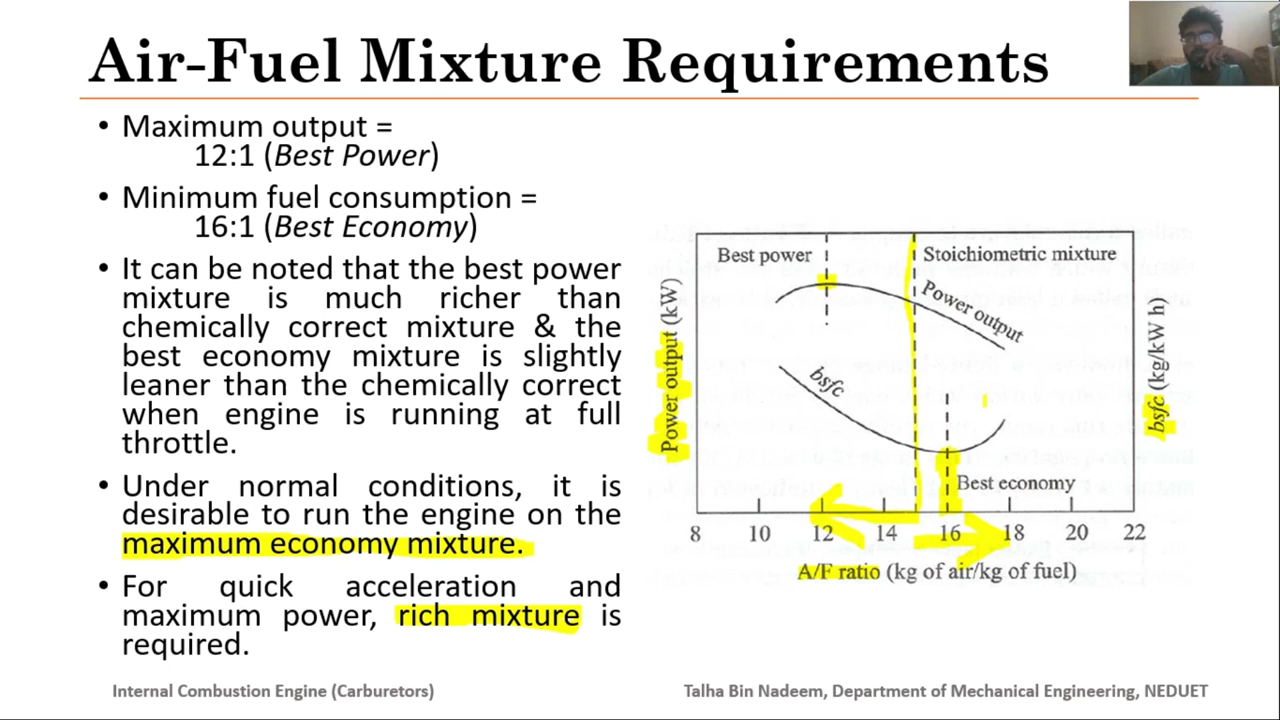 Air-Fuel Mixture Requirements
• Maximum output =
12:1 (Best Power)
• Minimum fuel consumption =
16:1 (Best Economy)
• It can be noted that the best power
mixture is much richer than
chemically correct mixture & the
best economy mixture is slightly
leaner than the chemically correct
when engine is running at full
throttle.
• Under normal conditions, it is
desirable to run the engine on the
maximum economy mixture.
• For quick acceleration and
maximum power, rich mixture is
required.
Best power
Stoichiometric mixture
Power output
bsfc
Best economy
Power output (kW)
bsfc (kg/kW h)
8 10 12 14 16 18 20 22
A/F ratio (kg of air/kg of fuel)
Internal Combustion Engine (Carburetors)
Talha Bin Nadeem, Department of Mechanical Engineering, NEDUET